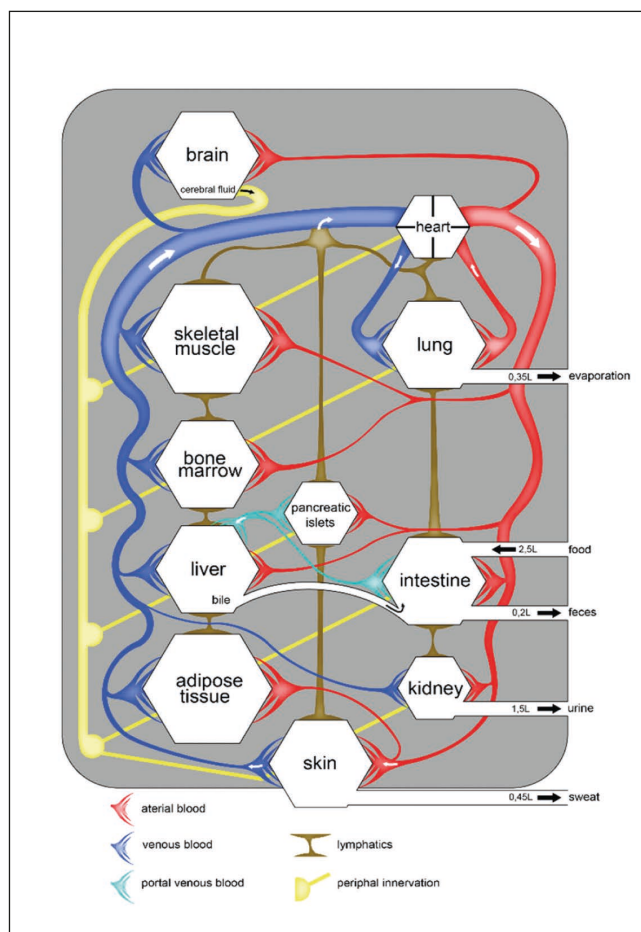 brain
cerebral fluid
heart
skeletal
muscle
lung
0,35L
evaporation
bone
marrow
pancreatic
islets
liver
bile
intestine
2,5L
food
0,2L
feces
adipose
tissue
kidney
1,5L
urine
skin
0,45L
sweat
aterial blood
venous blood
lymphatics
portal venous blood
periphal innervation